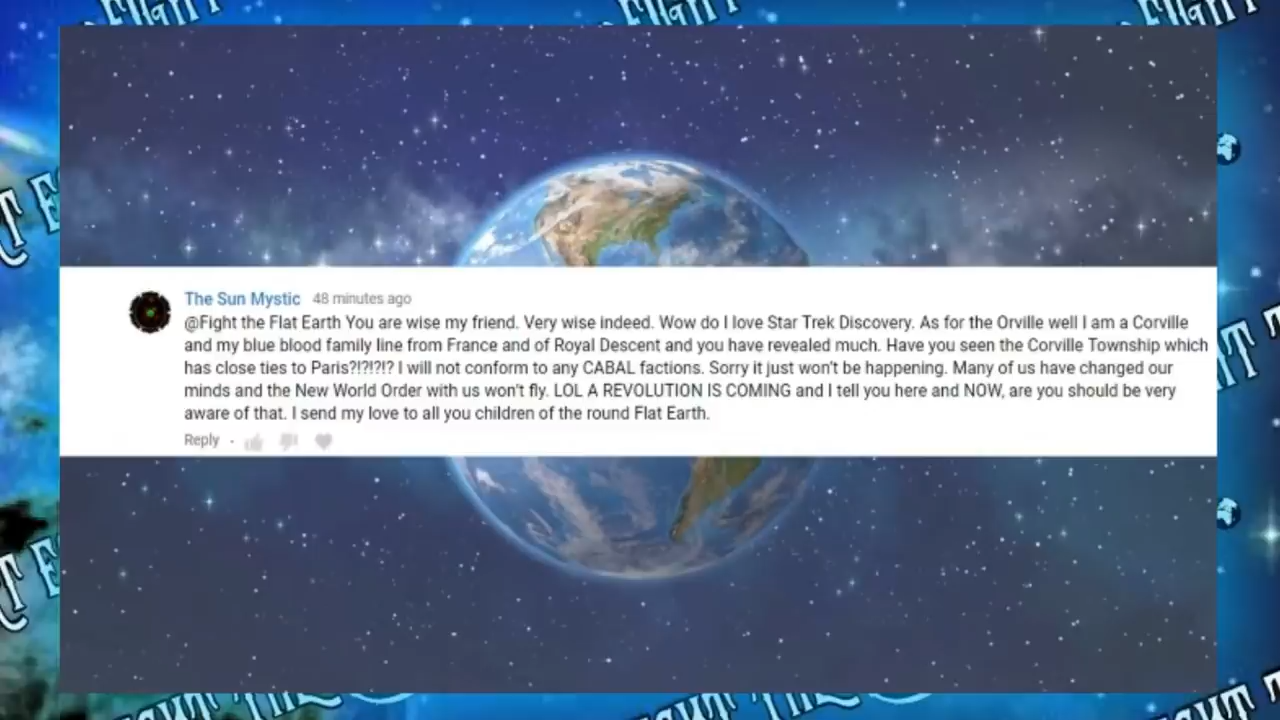 The Sun Mystic 48 minutes ago
@Fight the Flat Earth You are wise my friend. Very wise indeed. Wow do I love Star Trek Discovery. As for the Orville well I am a Corville
and my blue blood family line from France and of Royal Descent and you have revealed much. Have you seen the Corville Township which
has close ties to Paris?!?!?!? I will not conform to any CABAL factions. Sorry it just won't be happening. Many of us have changed our
minds and the New World Order with us won't fly. LOL A REVOLUTION IS COMING and I tell you here and NOW, are you should be very
aware of that. I send my love to all you children of the round Flat Earth.
Reply